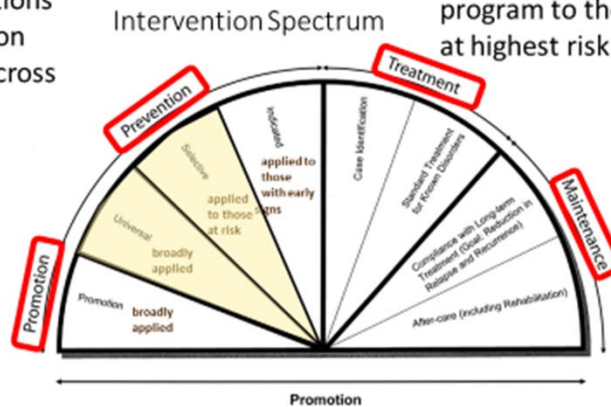 tions
on
cross
Intervention Spectrum
program to the
at highest risk
Prevention
Treatment
Promotion
Maintenance
Promotion
broadly
applied
Universal
broadly
applied
Selective
applied
to those
at risk
Indicated
applied to
those
with early
signs
Case Identification
Standard Treatment
for Known Disorders
Compliance with Long-term
Treatment (Goal: Reduction in
Relapse and Recurrence)
After-care (including Rehabilitation)
Promotion